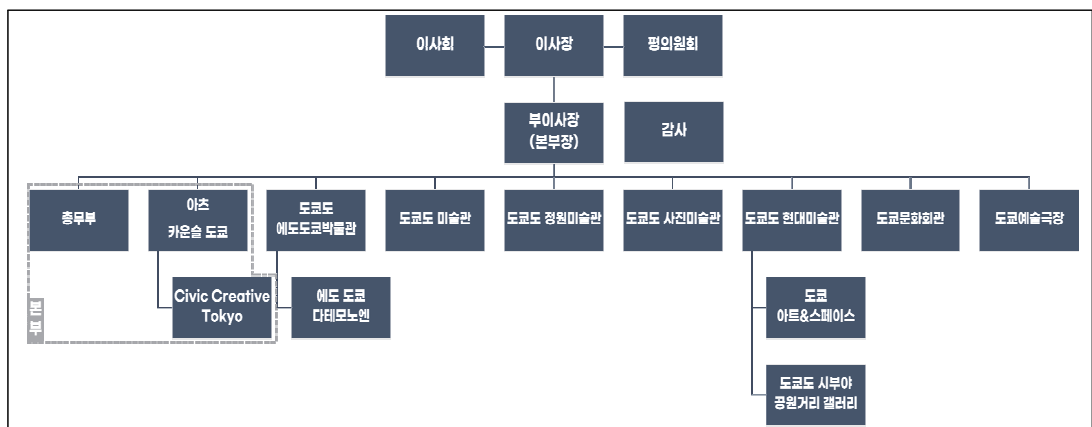 이사회
이사장
평의원회
부이사장
(본부장)
감사
총무부
아츠
카운슬 도쿄
도쿄도
에도도쿄박물관
도쿄도 미술관
도쿄도 정원미술관
도쿄도 사진미술관
도쿄도 현대미술관
도쿄문화회관
도쿄예술극장
본
부
Civic Creative
Tokyo
에도 도쿄
다테모노엔
도쿄
아트&스페이스
도쿄도 시부야
공원거리 갤러리